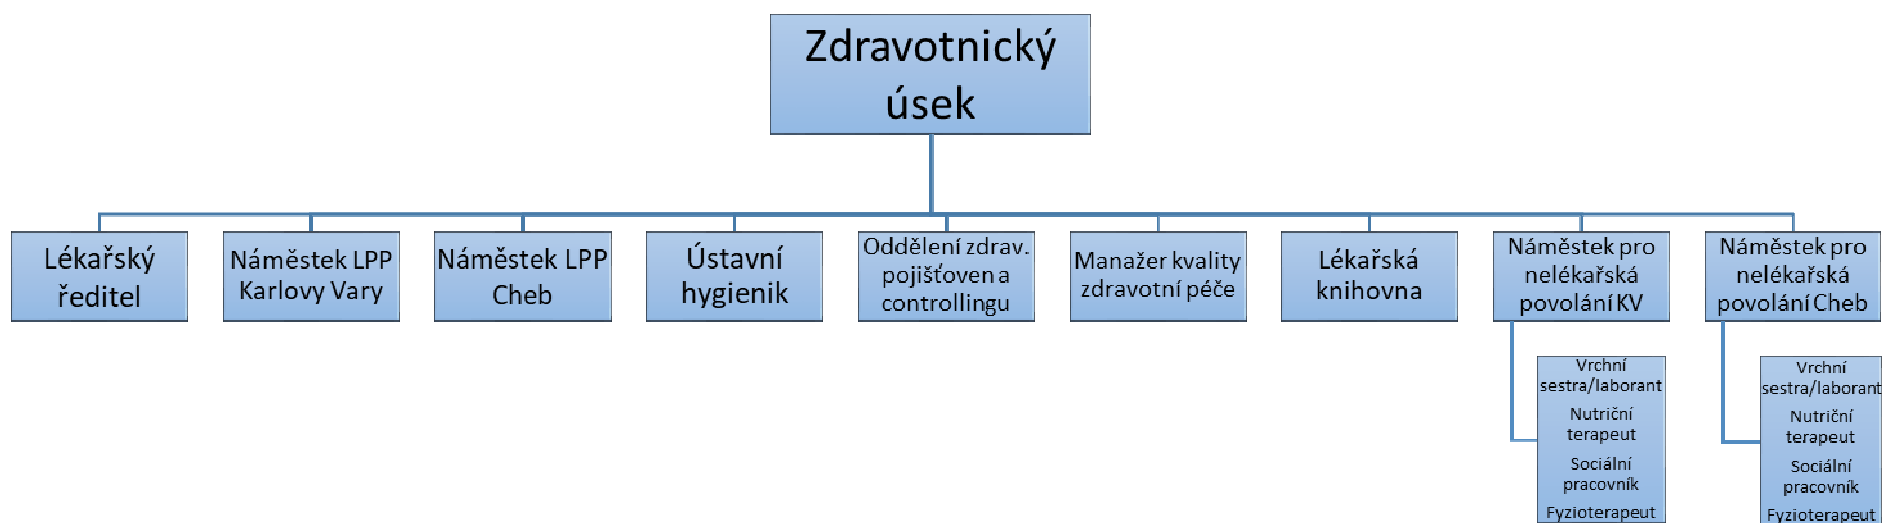 Zdravotnický
úsek
Lékařský
ředitel
Náměstek LPP
Karlovy Vary
Náměstek LPP
Cheb
Ústavní
hygienik
Oddělení zdrav.
pojišťoven a
controllingu
Manažer kvality
zdravotní péče
Lékařská
knihovna
Náměstek pro
nelékařská
povolání KV
Vrchní
sestra/laborant
Nutriční
terapeut
Sociální
pracovník
Fyzioterapeut
Náměstek pro
nelékařská
povolání Cheb
Vrchní
sestra/laborant
Nutriční
terapeut
Sociální
pracovník
Fyzioterapeut